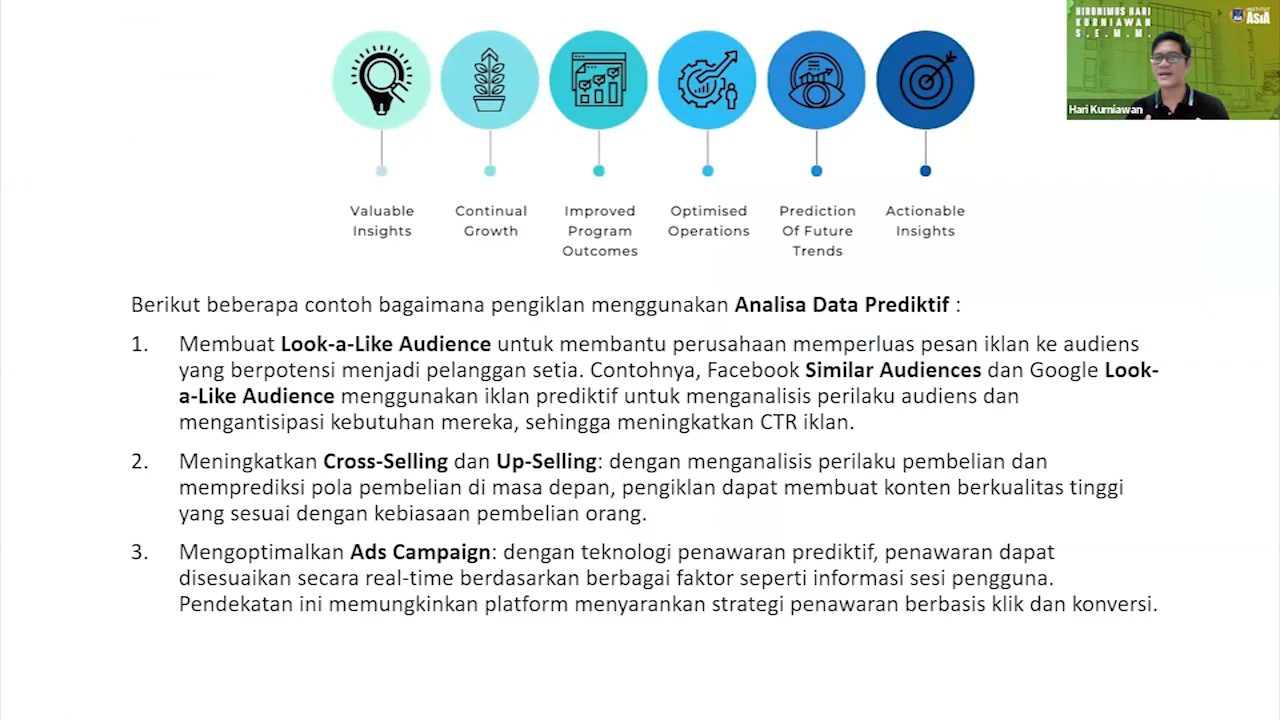 HIRONIMUS HARI
KURNIAWAN
S.E.M.M.
INSTITUT
ASIA
Hari Kurniawan
Valuable
Insights
Continual
Growth
Improved
Program
Outcomes
Optimised
Operations
Prediction
Of Future
Trends
Actionable
Insights
Berikut beberapa contoh bagaimana pengiklan menggunakan Analisa Data Prediktif :
1. Membuat Look-a-Like Audience untuk membantu perusahaan memperluas pesan iklan ke audiens
yang berpotensi menjadi pelanggan setia. Contohnya, Facebook Similar Audiences dan Google Look-
a-Like Audience menggunakan iklan prediktif untuk menganalisis perilaku audiens dan
mengantisipasi kebutuhan mereka, sehingga meningkatkan CTR iklan.
2. Meningkatkan Cross-Selling dan Up-Selling: dengan menganalisis perilaku pembelian dan
memprediksi pola pembelian di masa depan, pengiklan dapat membuat konten berkualitas tinggi
yang sesuai dengan kebiasaan pembelian orang.
3. Mengoptimalkan Ads Campaign: dengan teknologi penawaran prediktif, penawaran dapat
disesuaikan secara real-time berdasarkan berbagai faktor seperti informasi sesi pengguna.
Pendekatan ini memungkinkan platform menyarankan strategi penawaran berbasis klik dan konversi.